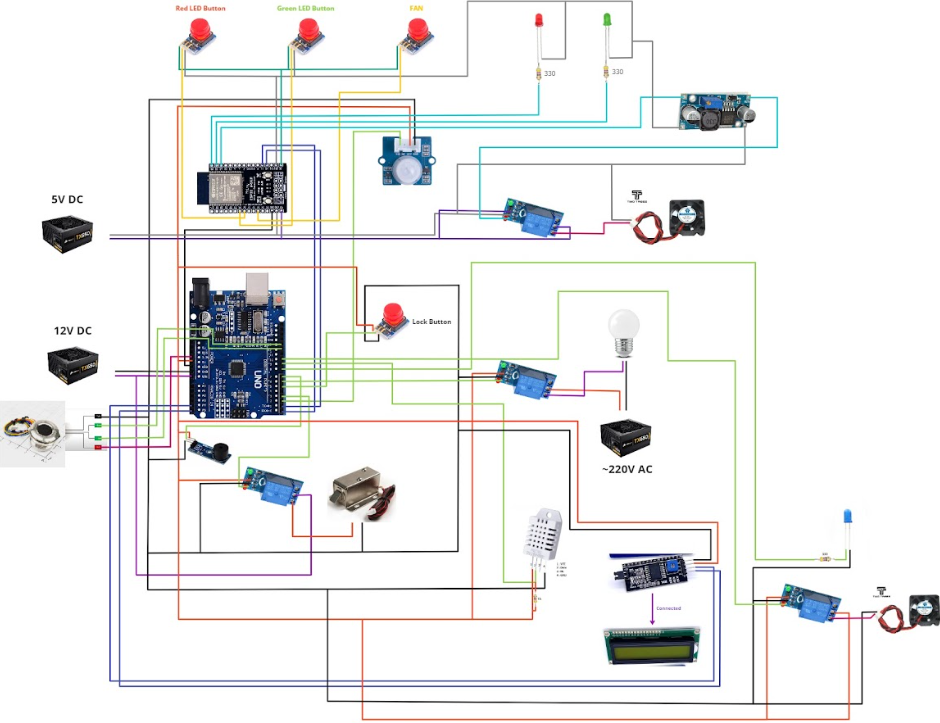 Red LED Button
Green LED Button
FAN
330
330
5V DC
12V DC
Lock Button
UNO
~220V AC
Connected